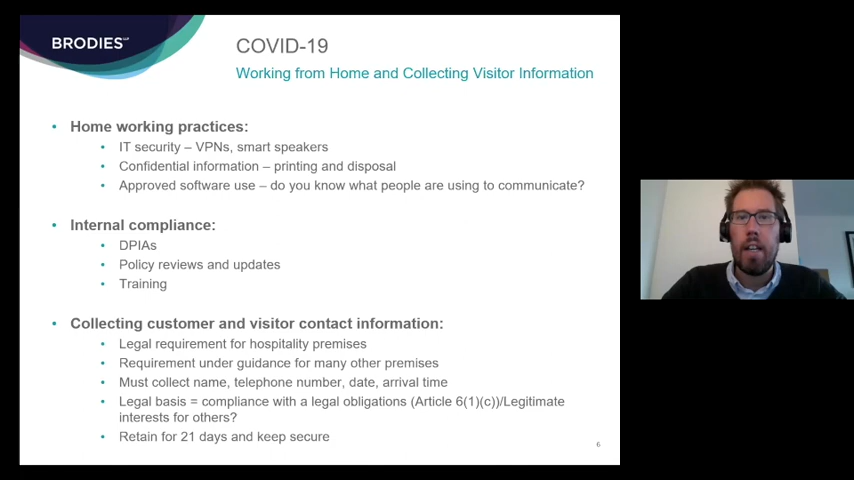 BRODIES LLP
COVID-19
Working from Home and Collecting Visitor Information
• Home working practices:
• IT security – VPNs, smart speakers
• Confidential information – printing and disposal
• Approved software use – do you know what people are using to communicate?
• Internal compliance:
• DPIAs
• Policy reviews and updates
• Training
• Collecting customer and visitor contact information:
• Legal requirement for hospitality premises
• Requirement under guidance for many other premises
• Must collect name, telephone number, date, arrival time
• Legal basis = compliance with a legal obligations (Article 6(1)(c))/Legitimate
interests for others?
• Retain for 21 days and keep secure
6